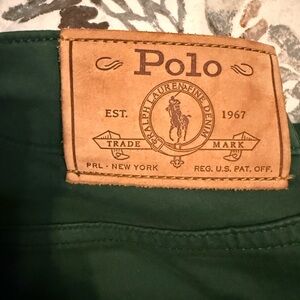 Polo
RALPH LAUREN FINE DENIM
EST. 1967
TRADE MARK
PRL - NEW YORK REG. U.S. PAT. OFF.